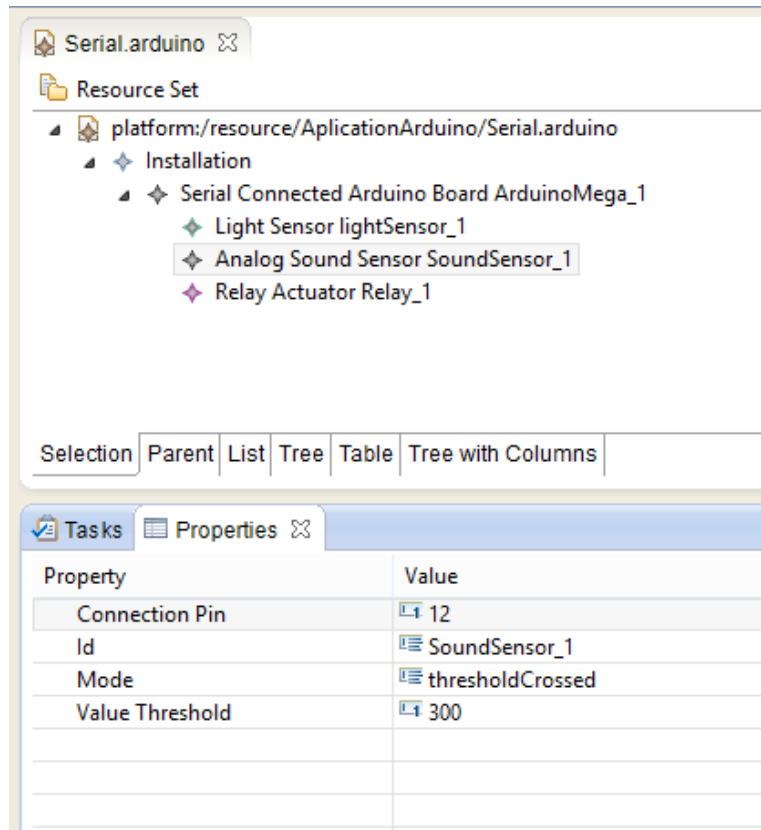 Serial.arduino
Resource Set
platform:/resource/AplicationArduino/Serial.arduino
Installation
Serial Connected Arduino Board ArduinoMega_1
Light Sensor lightSensor_1
Analog Sound Sensor SoundSensor_1
Relay Actuator Relay_1
Selection Parent List Tree Table Tree with Columns
Tasks Properties
Property Value
Connection Pin 12
Id SoundSensor_1
Mode thresholdCrossed
Value Threshold 300